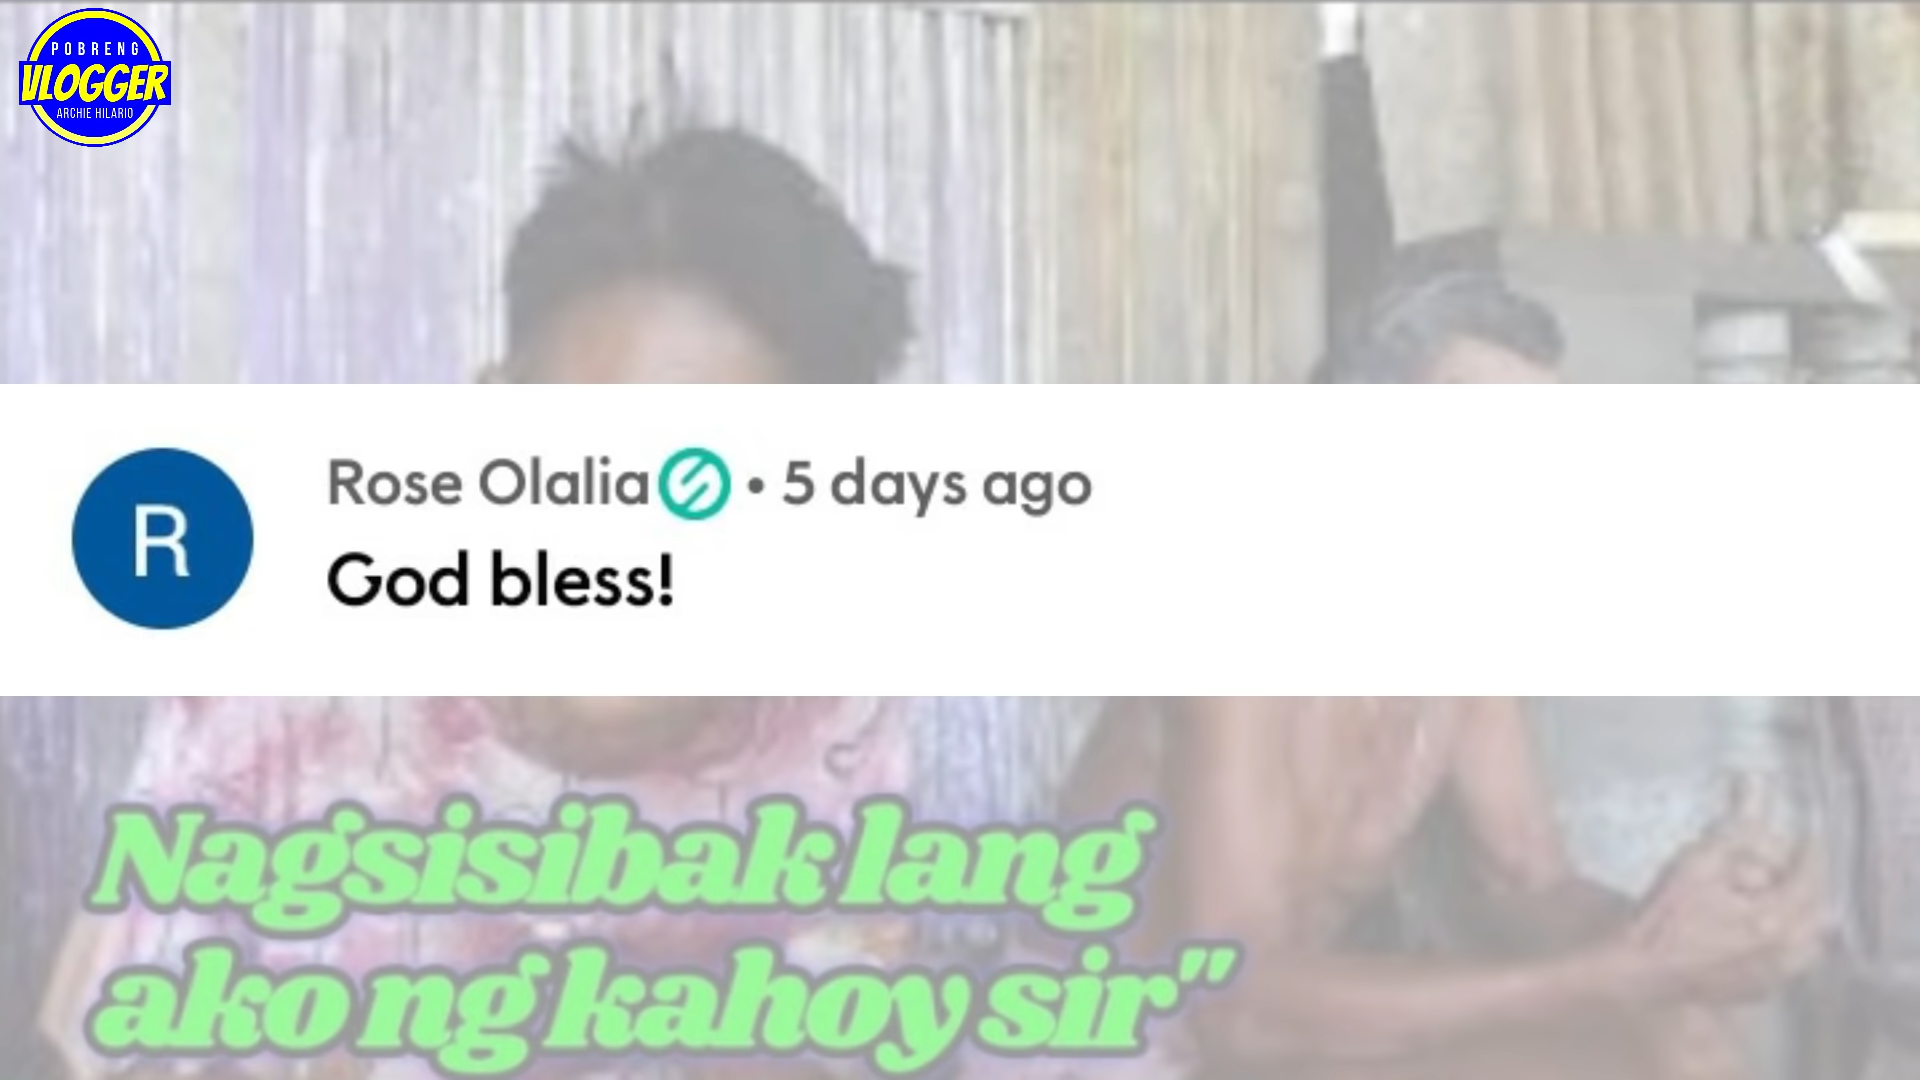 POBRENG
VLOGGER
ARCHIE HILARIO
Rose Olalia • 5 days ago
R
God bless!
Nagsisibak lang
ako ng kahoy sir"